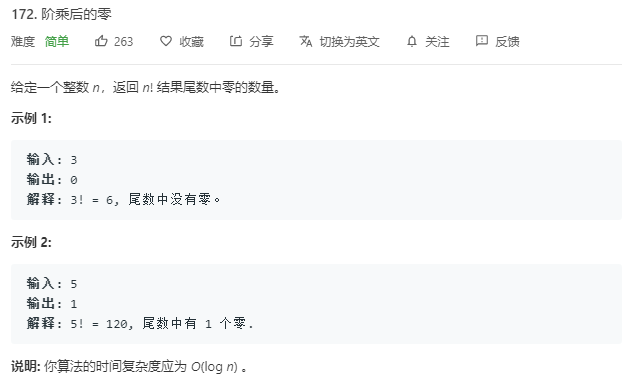 172. 阶乘后的零
难度 简单 263 收藏 分享 切换为英文 关注 反馈
给定一个整数 n，返回 n! 结果尾数中零的数量。
示例 1:
输入: 3
输出: 0
解释: 3! = 6, 尾数中没有零。
示例 2:
输入: 5
输出: 1
解释: 5! = 120, 尾数中有 1 个零.
说明: 你算法的时间复杂度应为 O(log n) 。